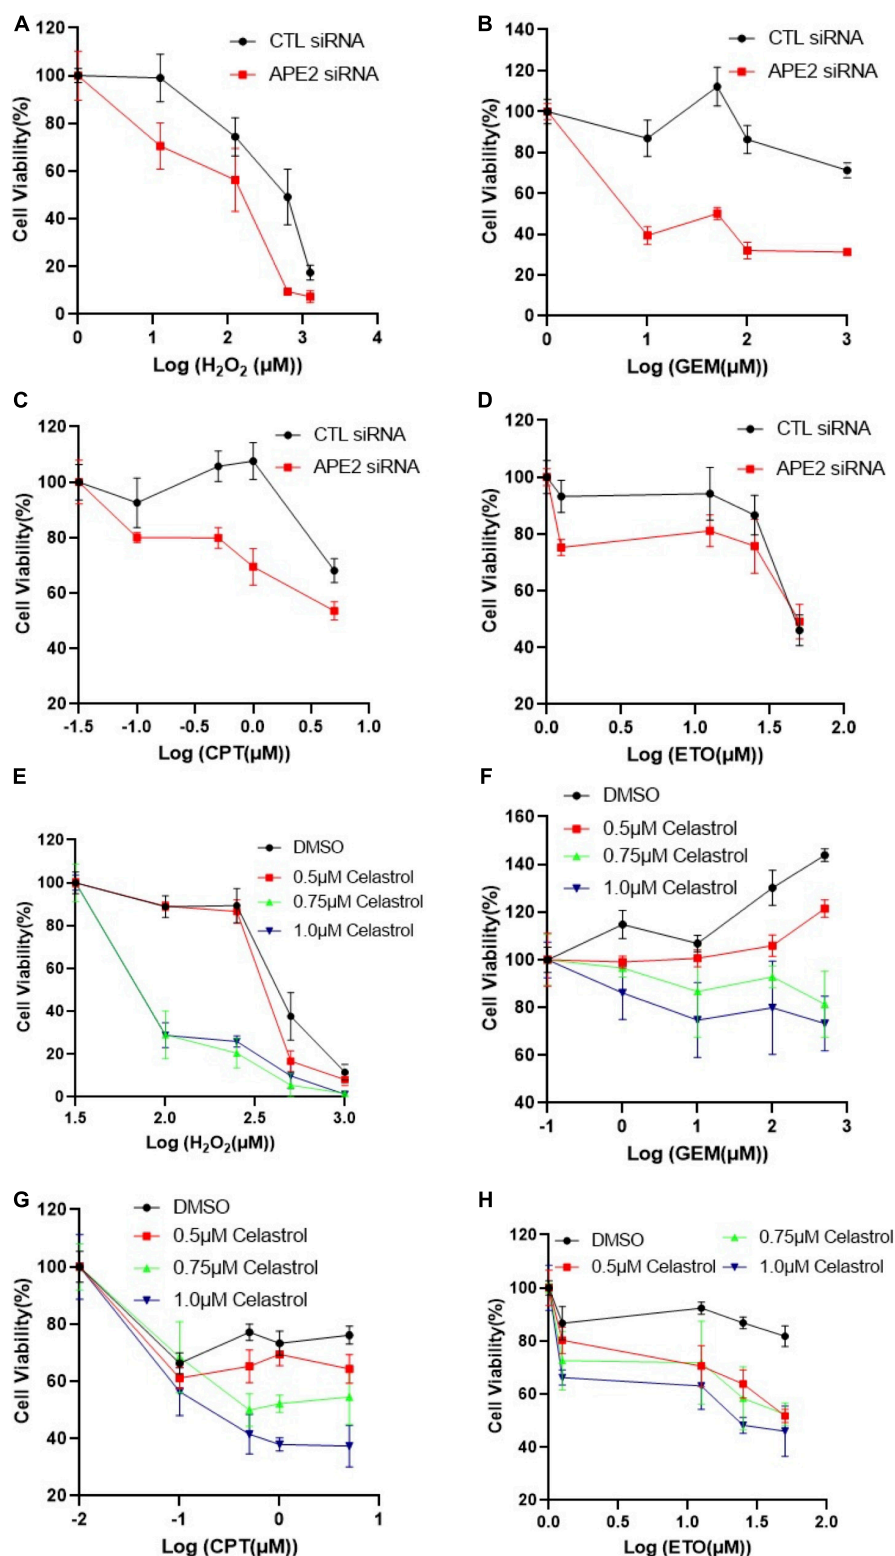 A
CTL siRNA
APE2 siRNA
Cell Viability(%)
120
100
80
60
40
20
0
0 1 2 3 4
Log (H₂O₂ (µM))
B
CTL siRNA
APE2 siRNA
Cell Viability(%)
140
120
100
80
60
40
20
0
0 1 2 3
Log (GEM(µM))
C
CTL siRNA
APE2 siRNA
Cell Viability(%)
120
100
80
60
40
20
-1.5 -1.0 -0.5 0.0 0.5 1.0
Log (CPT(µM))
D
CTL siRNA
APE2 siRNA
Cell Viability(%)
120
100
80
60
40
20
0.0 0.5 1.0 1.5 2.0
Log (ETO(µM))
E
DMSO
0.5µM Celastrol
0.75µM Celastrol
1.0µM Celastrol
Cell Viability(%)
120
100
80
60
40
20
0
1.5 2.0 2.5 3.0
Log (H₂O₂(µM))
F
DMSO
0.5µM Celastrol
0.75µM Celastrol
1.0µM Celastrol
Cell Viability(%)
160
140
120
100
80
60
40
-1 0 1 2 3
Log (GEM(µM))
G
DMSO
0.5µM Celastrol
0.75µM Celastrol
1.0µM Celastrol
Cell Viability(%)
120
100
80
60
40
20
-2 -1 0 1
Log (CPT(µM))
H
DMSO
0.5µM Celastrol
0.75µM Celastrol
1.0µM Celastrol
Cell Viability(%)
120
100
80
60
40
20
0.0 0.5 1.0 1.5 2.0
Log (ETO(µM))